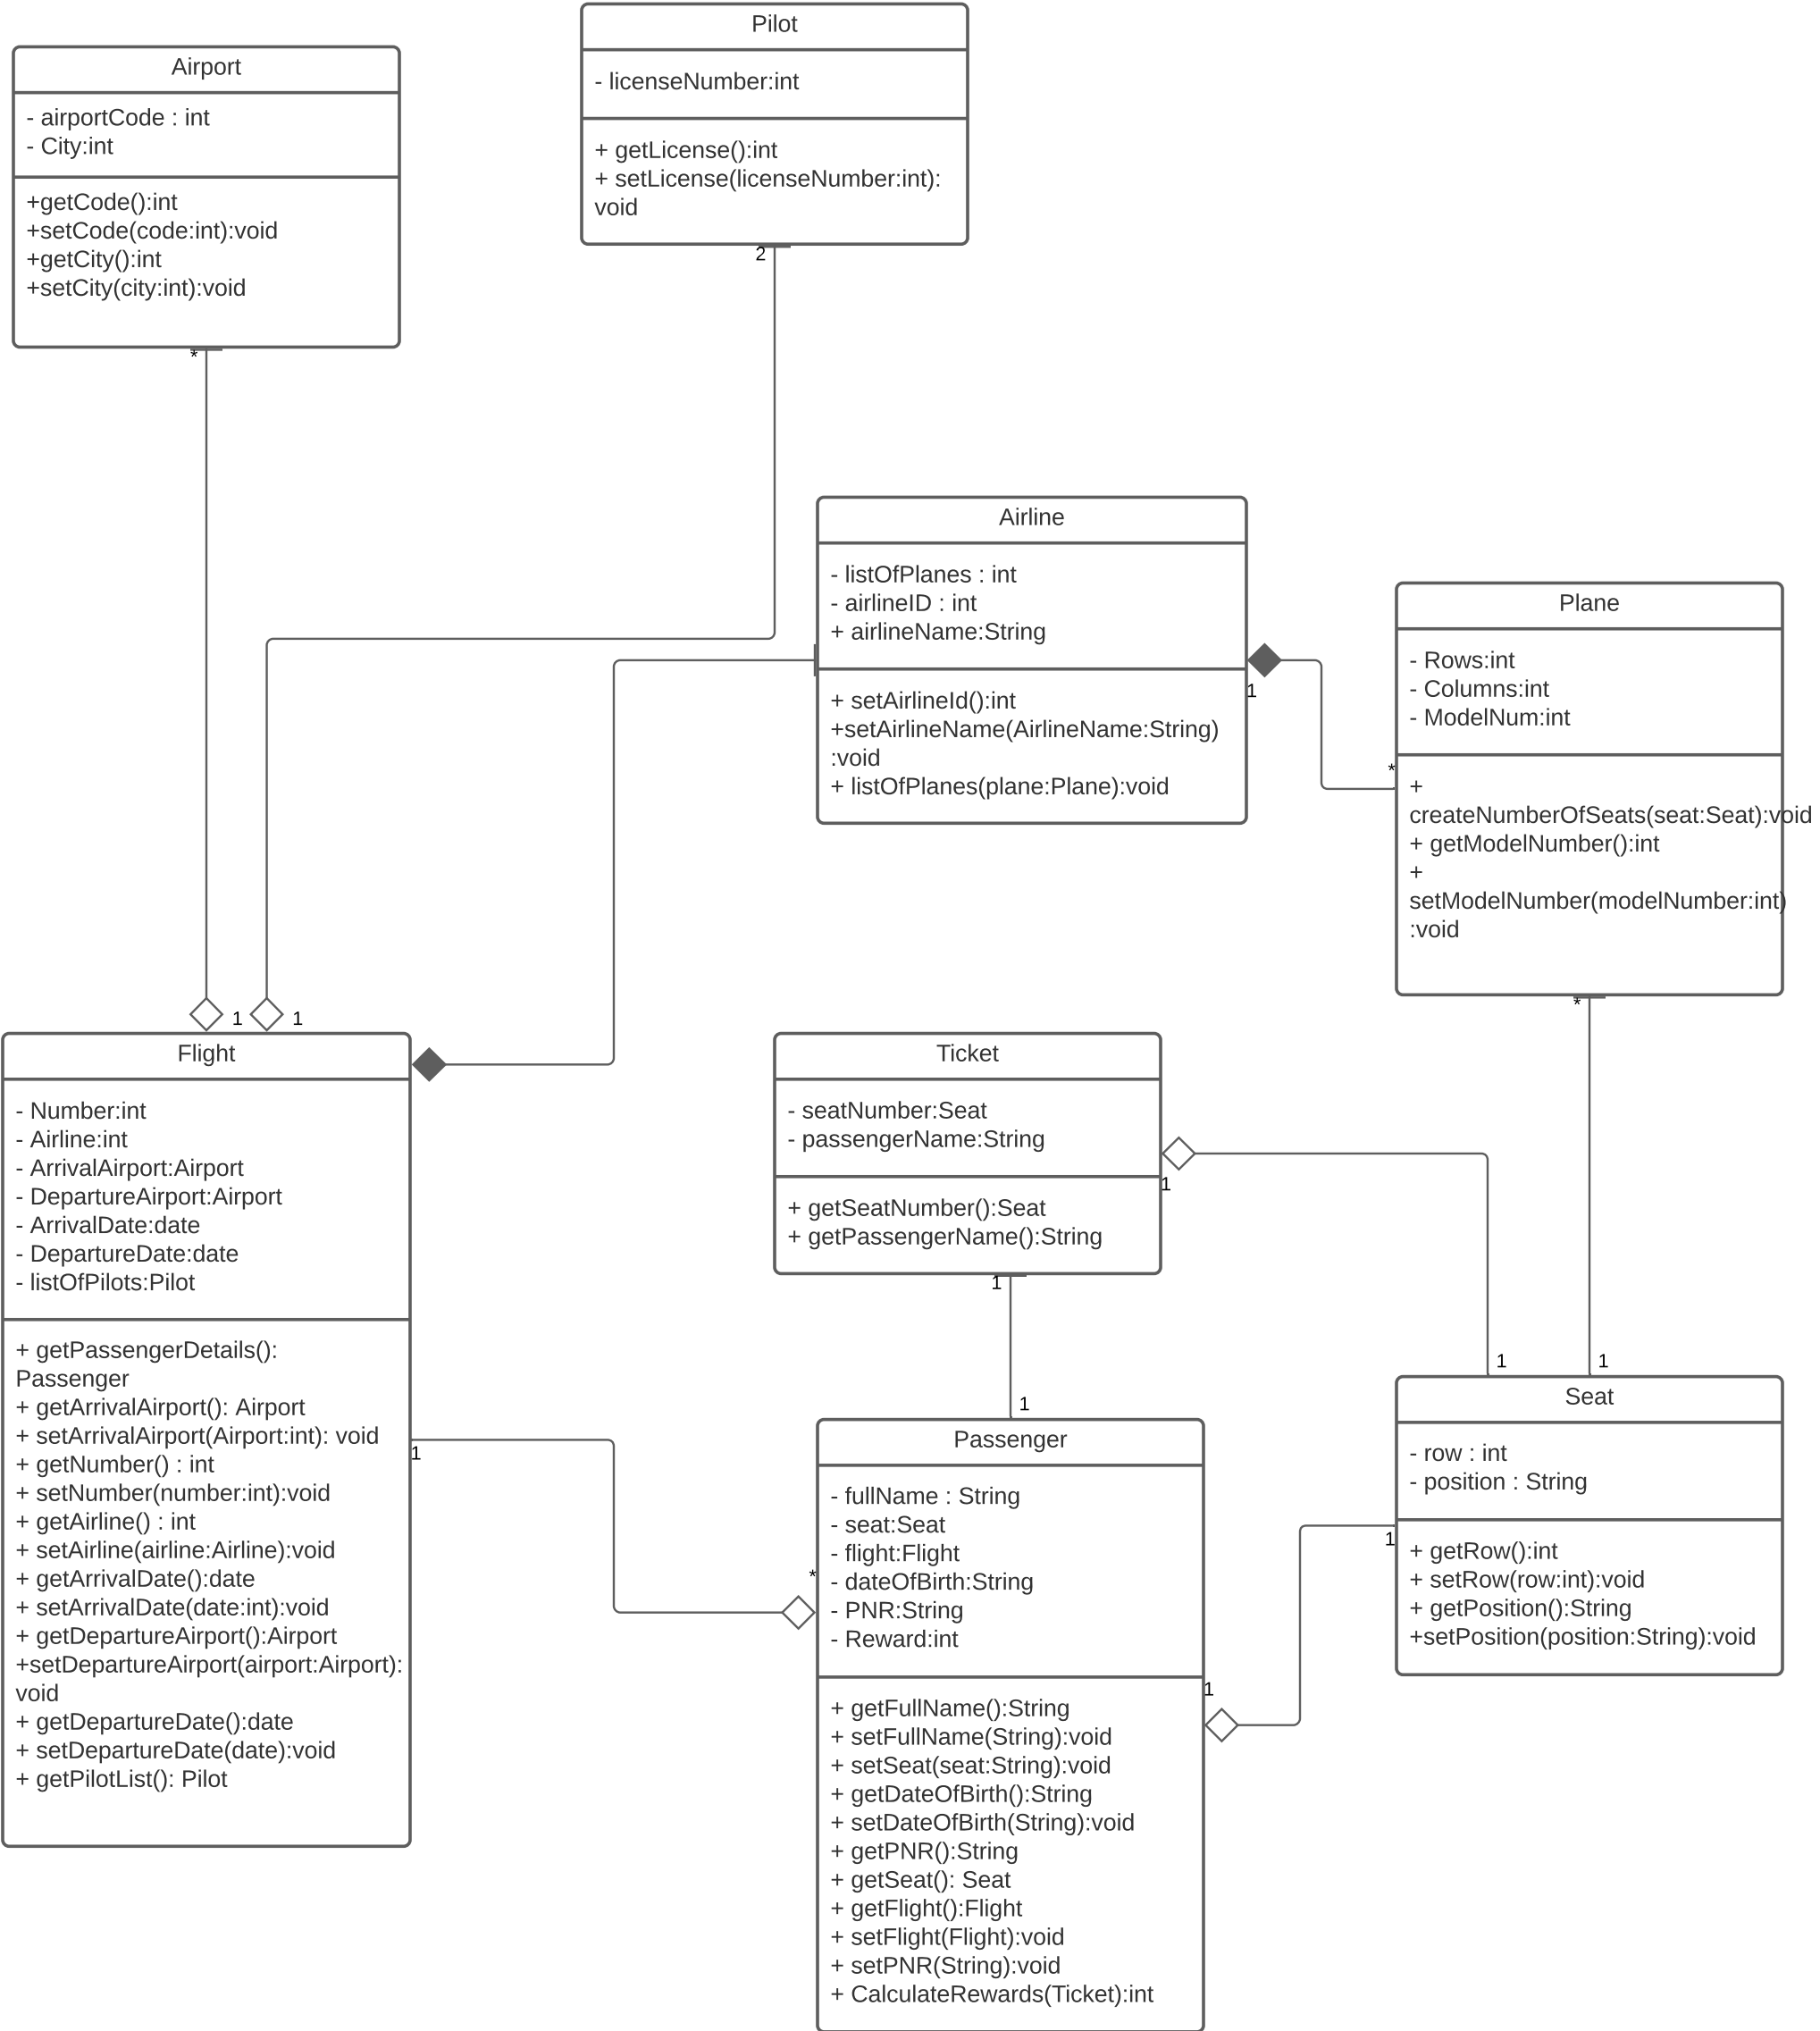 Pilot
- licenseNumber:int
+ getLicense():int
+ setLicense(licenseNumber:int):
void
2
Airport
- airportCode : int
- City:int
+getCode():int
+setCode(code:int):void
+getCity():int
+setCity(city:int):void
*
Airline
- listOfPlanes : int
- airlineID : int
+ airlineName:String
+ setAirlineId():int
+setAirlineName(AirlineName:String)
:void
+ listOfPlanes(plane:Plane):void
1
Plane
- Rows:int
- Columns:int
- ModelNum:int
*
+
createNumberOfSeats(seat:Seat):void
+ getModelNumber():int
+
setModelNumber(modelNumber:int)
:void
*
1
1
Flight
- Number:int
- Airline:int
- ArrivalAirport:Airport
- DepartureAirport:Airport
- ArrivalDate:date
- DepartureDate:date
- listOfPilots:Pilot
+ getPassengerDetails():
Passenger
+ getArrivalAirport(): Airport
+ setArrivalAirport(Airport:int): void
+ getNumber() : int
+ setNumber(number:int):void
+ getAirline() : int
+ setAirline(airline:Airline):void
+ getArrivalDate():date
+ setArrivalDate(date:int):void
+ getDepartureAirport():Airport
+setDepartureAirport(airport:Airport):
void
+ getDepartureDate():date
+ setDepartureDate(date):void
+ getPilotList(): Pilot
1
Ticket
- seatNumber:Seat
- passengerName:String
+ getSeatNumber():Seat
+ getPassengerName():String
1
1
1
Passenger
- fullName : String
- seat:Seat
- flight:Flight
- dateOfBirth:String
- PNR:String
- Reward:int
*
1
+ getFullName():String
+ setFullName(String):void
+ setSeat(seat:String):void
+ getDateOfBirth():String
+ setDateOfBirth(String):void
+ getPNR():String
+ getSeat(): Seat
+ getFlight():Flight
+ setFlight(Flight):void
+ setPNR(String):void
+ CalculateRewards(Ticket):int
1
1
Seat
- row : int
- position : String
1
+ getRow():int
+ setRow(row:int):void
+ getPosition():String
+setPosition(position:String):void